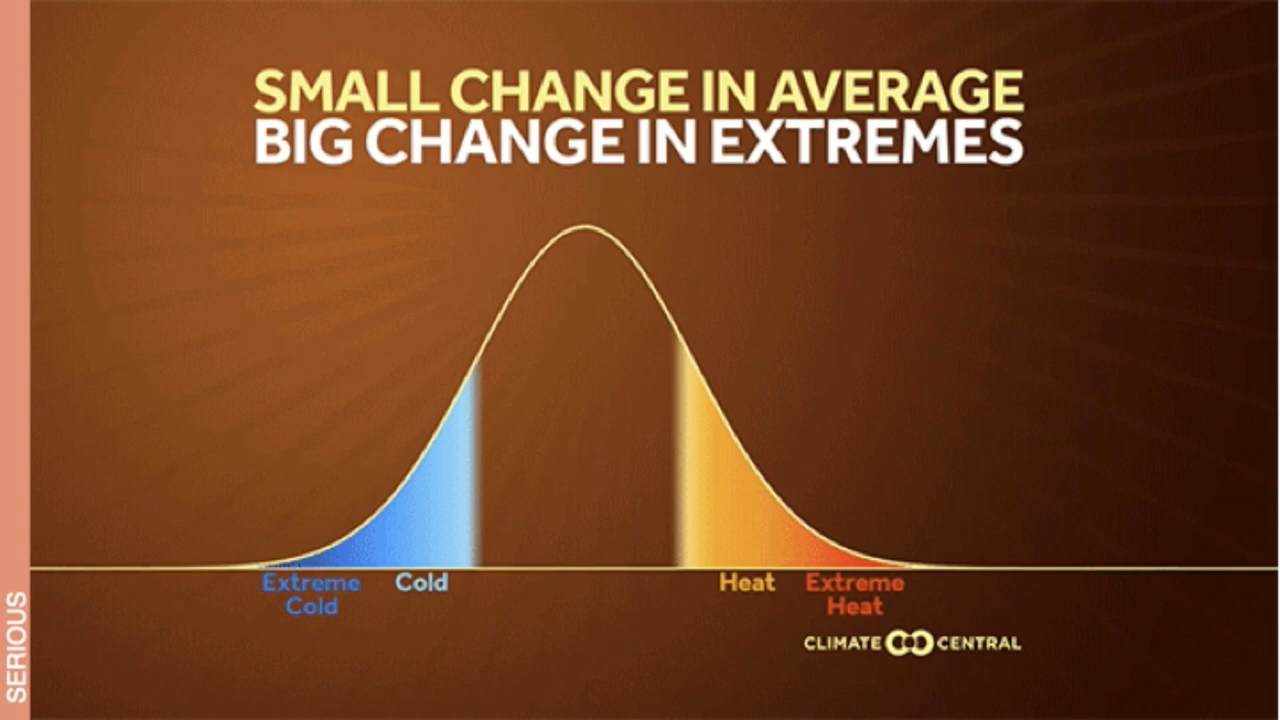 SMALL CHANGE IN AVERAGE
BIG CHANGE IN EXTREMES
Extreme Cold
Cold
Heat
Extreme Heat
CLIMATE CENTRAL
SERIOUS